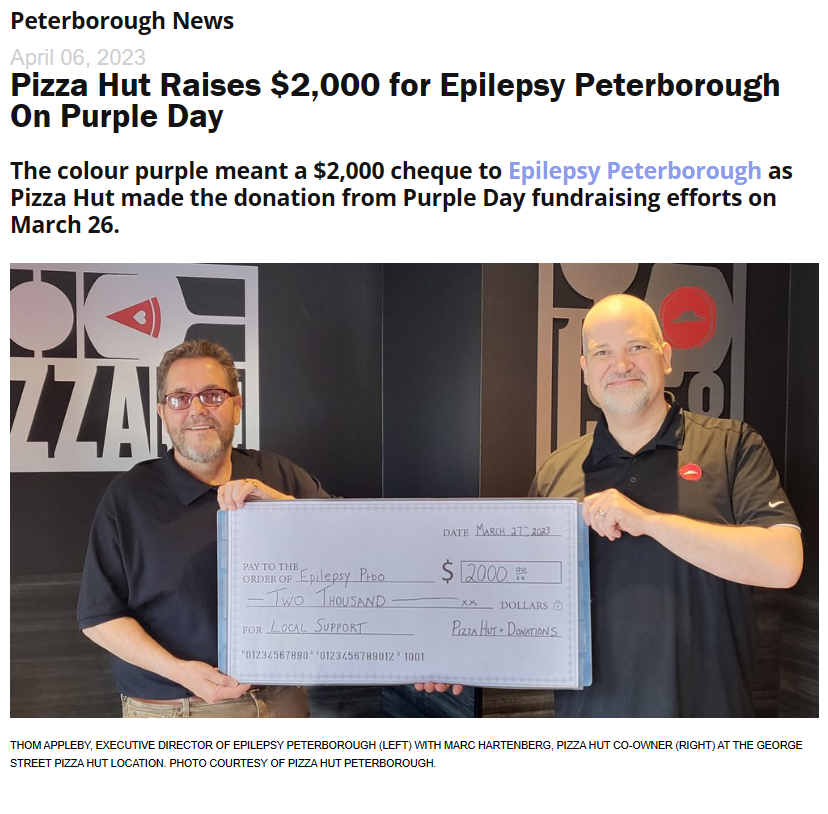 Peterborough News
April 06, 2023
Pizza Hut Raises $2,000 for Epilepsy Peterborough
On Purple Day
The colour purple meant a $2,000 cheque to Epilepsy Peterborough as
Pizza Hut made the donation from Purple Day fundraising efforts on
March 26.
ZZA
DATE MARCH 27TH 2023
PAY TO THE
ORDER OF Epilepsy Ptbo $ 2000 00/xx
— TWO THOUSAND — xx DOLLARS
FOR LOCAL SUPPORT PIZZA HUT + DONATIONS
"01234567890" "0123456789012" 1001
THOM APPLEBY, EXECUTIVE DIRECTOR OF EPILEPSY PETERBOROUGH (LEFT) WITH MARC HARTENBERG, PIZZA HUT CO-OWNER (RIGHT) AT THE GEORGE
STREET PIZZA HUT LOCATION. PHOTO COURTESY OF PIZZA HUT PETERBOROUGH.